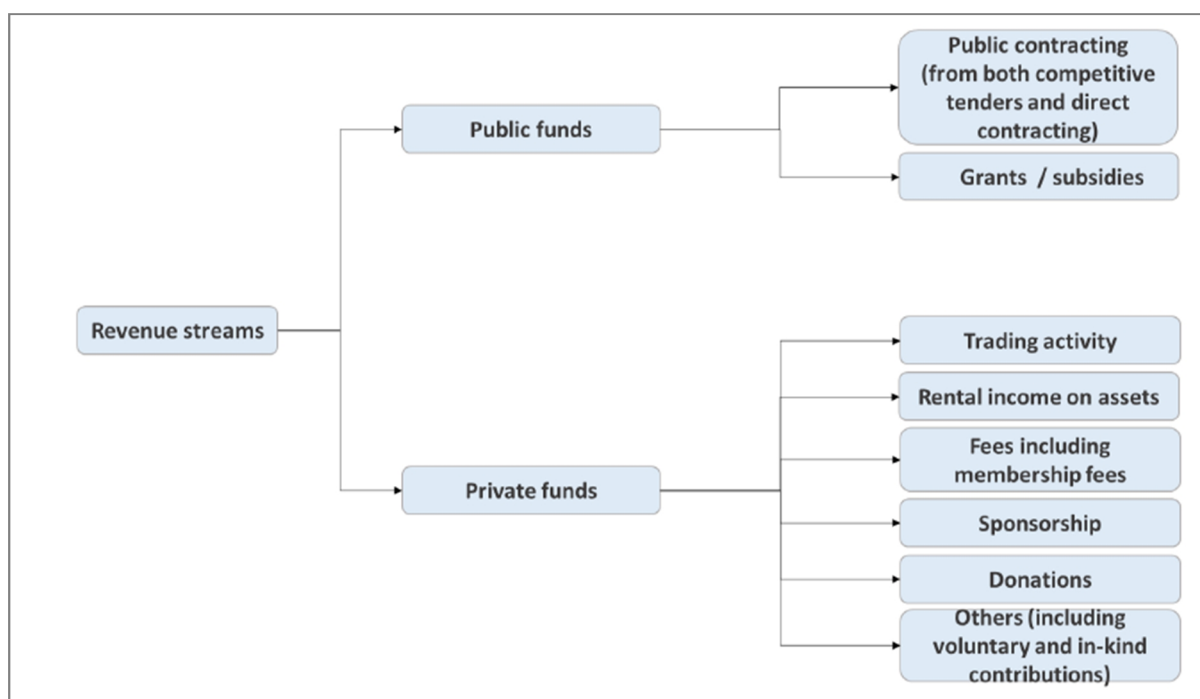 Public contracting
(from both competitive
tenders and direct
contracting)
Public funds
Grants / subsidies
Revenue streams
Trading activity
Rental income on assets
Fees including
membership fees
Private funds
Sponsorship
Donations
Others (including
voluntary and in-kind
contributions)